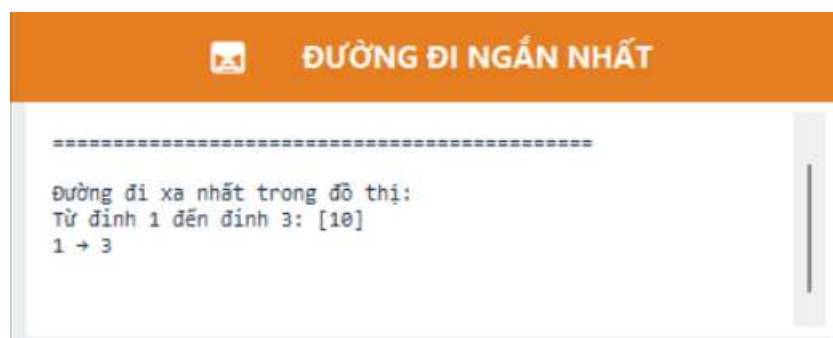 ĐƯỜNG ĐI NGẮN NHẤT
=============================================
Đường đi xa nhất trong đồ thị:
Từ đỉnh 1 đến đỉnh 3: [10]
1 → 3